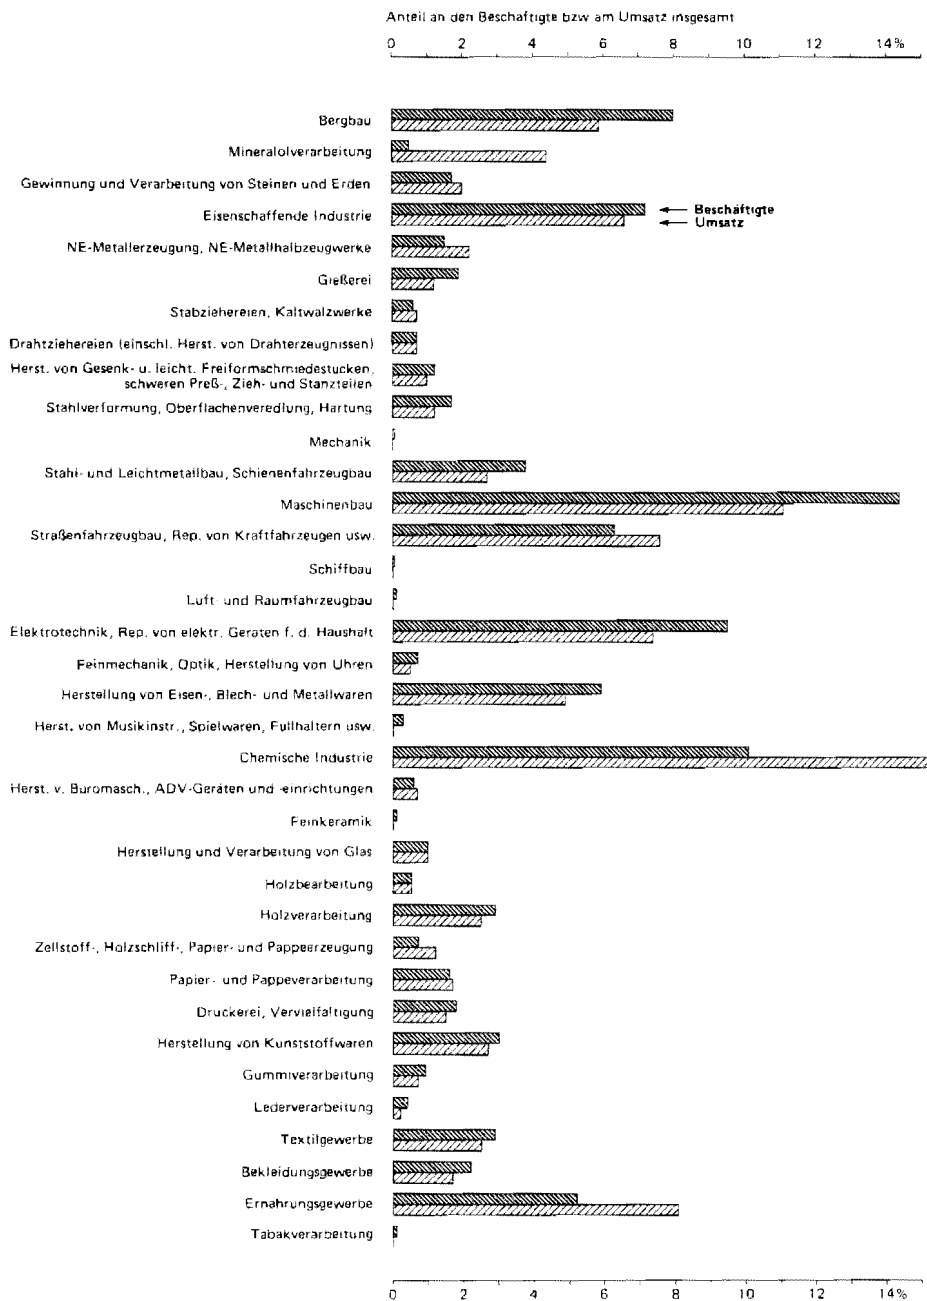 Anteil an den Beschaftigte bzw am Umsatz insgesamt
0 2 4 6 8 10 12 14%
Bergbau
Mineralolverarbeitung
Gewinnung und Verarbeitung von Steinen und Erden
Eisenschaffende Industrie
Beschäftigte
Umsatz
NE-Metallerzeugung, NE-Metallhalbzeugwerke
Gießerei
Stabziehereien, Kaltwalzwerke
Drahtziehereien (einschl. Herst. von Drahterzeugnissen)
Herst. von Gesenk- u. leicht. Freiformschmiedestucken,
schweren Preß-, Zieh- und Stanzteilen
Stahlverformung, Oberflachenveredlung, Hartung
Mechanik
Stahl- und Leichtmetallbau, Schienenfahrzeugbau
Maschinenbau
Straßenfahrzeugbau, Rep. von Kraftfahrzeugen usw.
Schiffbau
Luft- und Raumfahrzeugbau
Elektrotechnik, Rep. von elektr. Geraten f. d. Haushalt
Feinmechanik, Optik, Herstellung von Uhren
Herstellung von Eisen-, Blech- und Metallwaren
Herst. von Musikinstr., Spielwaren, Fullhaltern usw.
Chemische Industrie
Herst. v. Buromasch., ADV-Geräten und -einrichtungen
Feinkeramik
Herstellung und Verarbeitung von Glas
Holzbearbeitung
Holzverarbeitung
Zellstoff-, Holzschliff-, Papier- und Pappeerzeugung
Papier- und Pappeverarbeitung
Druckerei, Vervielfaltigung
Herstellung von Kunststoffwaren
Gummiverarbeitung
Lederverarbeitung
Textilgewerbe
Bekleidungsgewerbe
Ernahrungsgewerbe
Tabakverarbeitung
0 2 4 6 8 10 12 14%